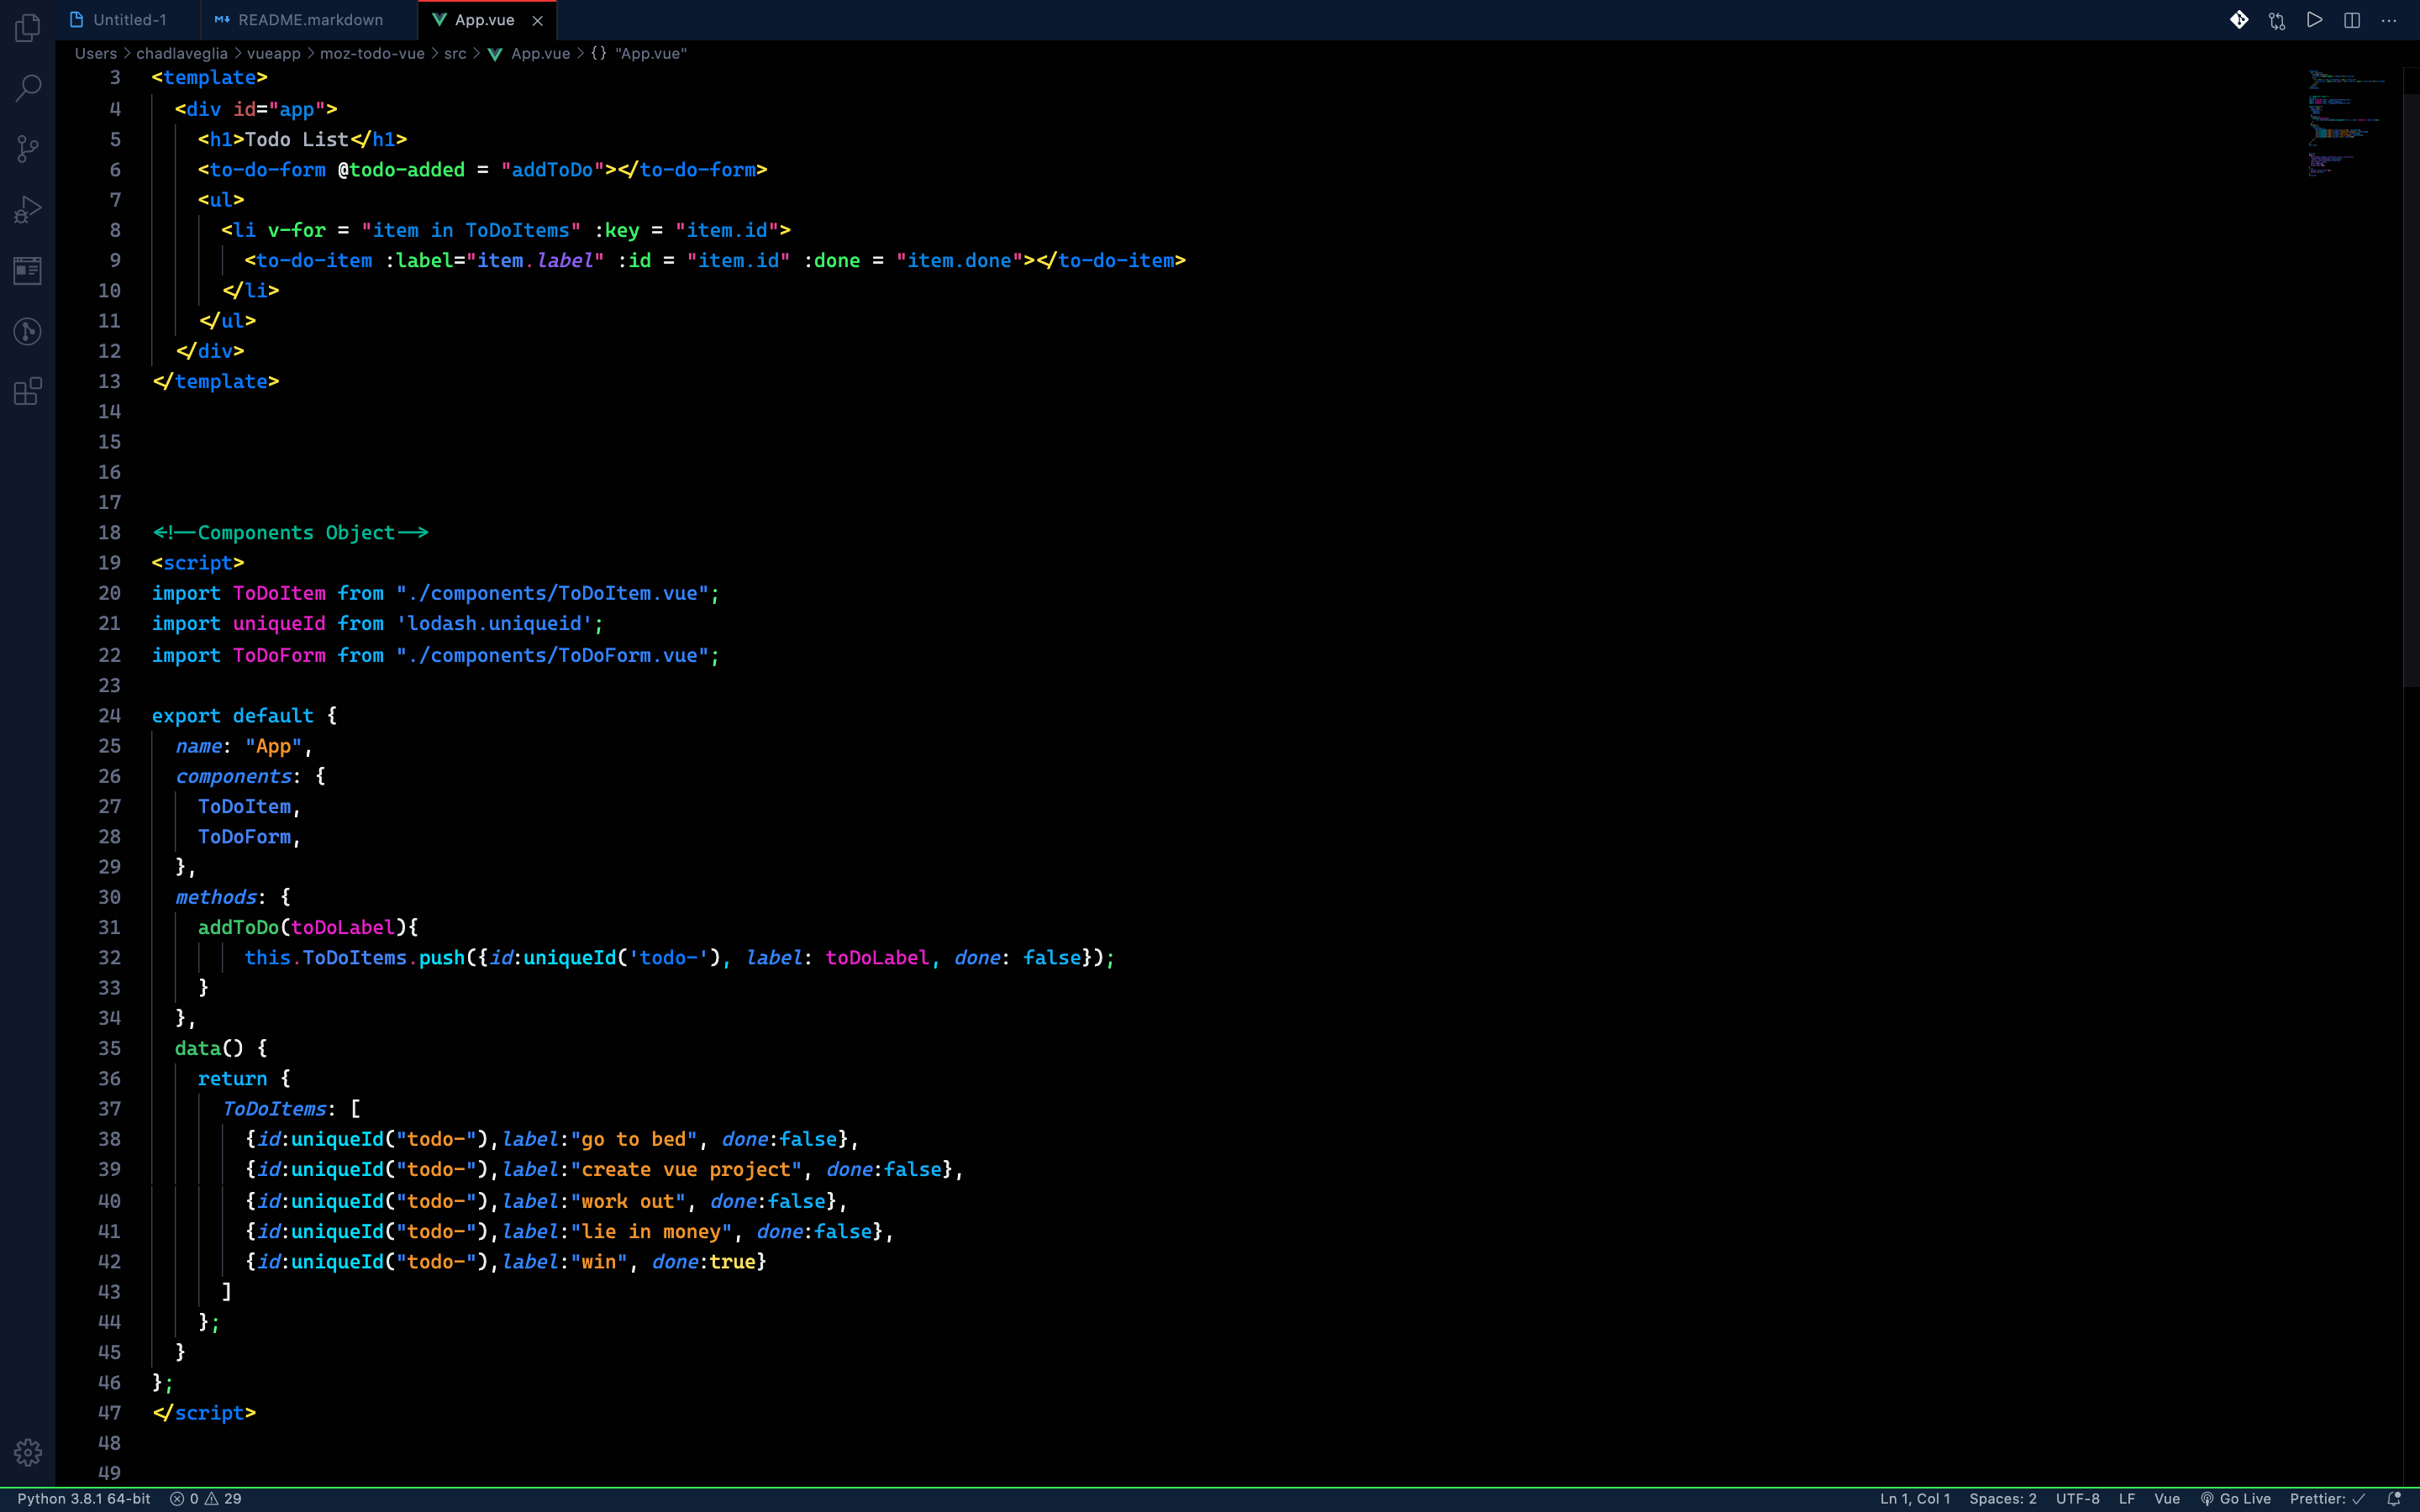 Untitled-1 README.markdown App.vue
Users > chadlaveglia > vueapp > moz-todo-vue > src > App.vue > {} "App.vue"
3 <template>
4 <div id="app">
5 <h1>Todo List</h1>
6 <to-do-form @todo-added = "addToDo"></to-do-form>
7 <ul>
8 <li v-for = "item in ToDoItems" :key = "item.id">
9 <to-do-item :label="item.label" :id = "item.id" :done = "item.done"></to-do-item>
10 </li>
11 </ul>
12 </div>
13 </template>
14
15
16
17
18 <!--Components Object-->
19 <script>
20 import ToDoItem from "./components/ToDoItem.vue";
21 import uniqueId from 'lodash.uniqueid';
22 import ToDoForm from "./components/ToDoForm.vue";
23
24 export default {
25 name: "App",
26 components: {
27 ToDoItem,
28 ToDoForm,
29 },
30 methods: {
31 addToDo(toDoLabel){
32 this.ToDoItems.push({id:uniqueId('todo-'), label: toDoLabel, done: false});
33 }
34 },
35 data() {
36 return {
37 ToDoItems: [
38 {id:uniqueId("todo-"),label:"go to bed", done:false},
39 {id:uniqueId("todo-"),label:"create vue project", done:false},
40 {id:uniqueId("todo-"),label:"work out", done:false},
41 {id:uniqueId("todo-"),label:"lie in money", done:false},
42 {id:uniqueId("todo-"),label:"win", done:true}
43 ]
44 };
45 }
46 };
47 </script>
48
49
Python 3.8.1 64-bit 0 29 Ln 1, Col 1 Spaces: 2 UTF-8 LF Vue Go Live Prettier: ✓